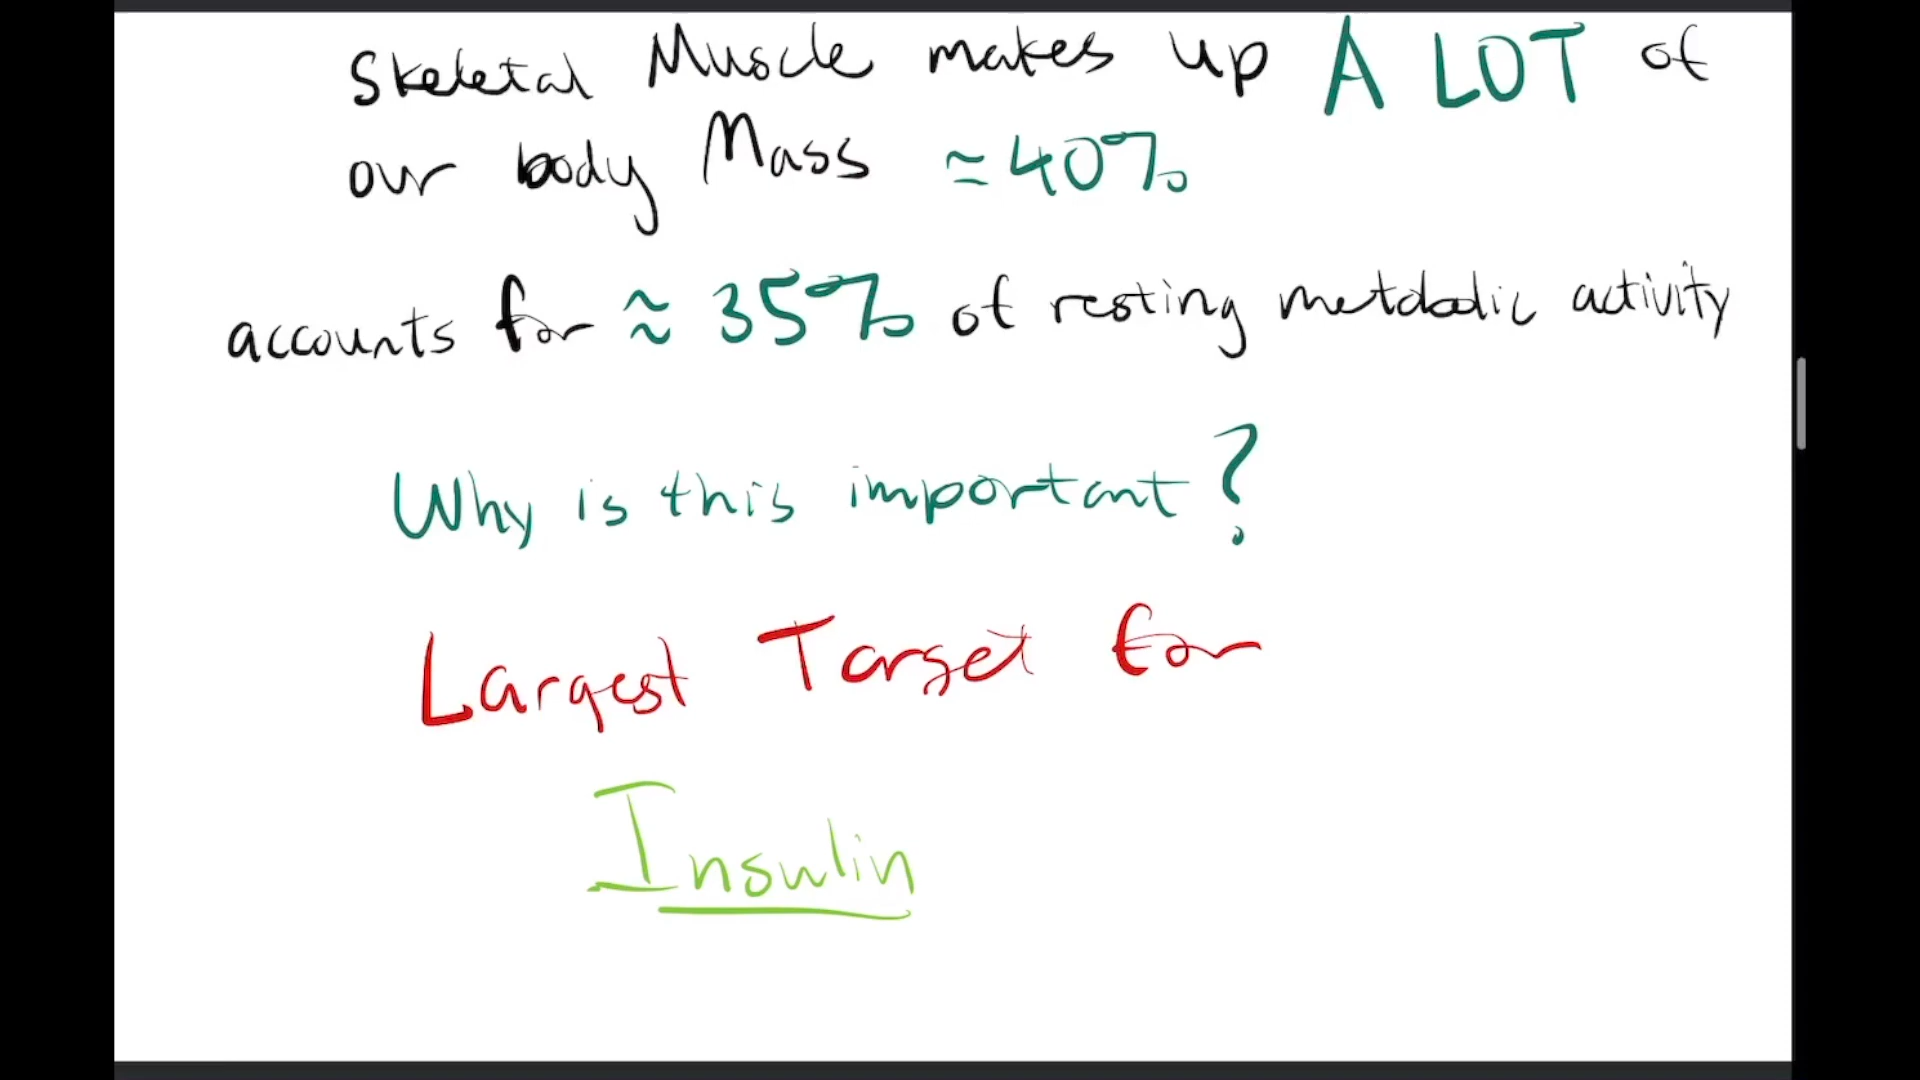 Skeletal Muscle makes up A LOT of
our body Mass ≃40%
accounts for ≈ 35% of resting metabolic activity
Why is this important?
Largest Target for
Insulin